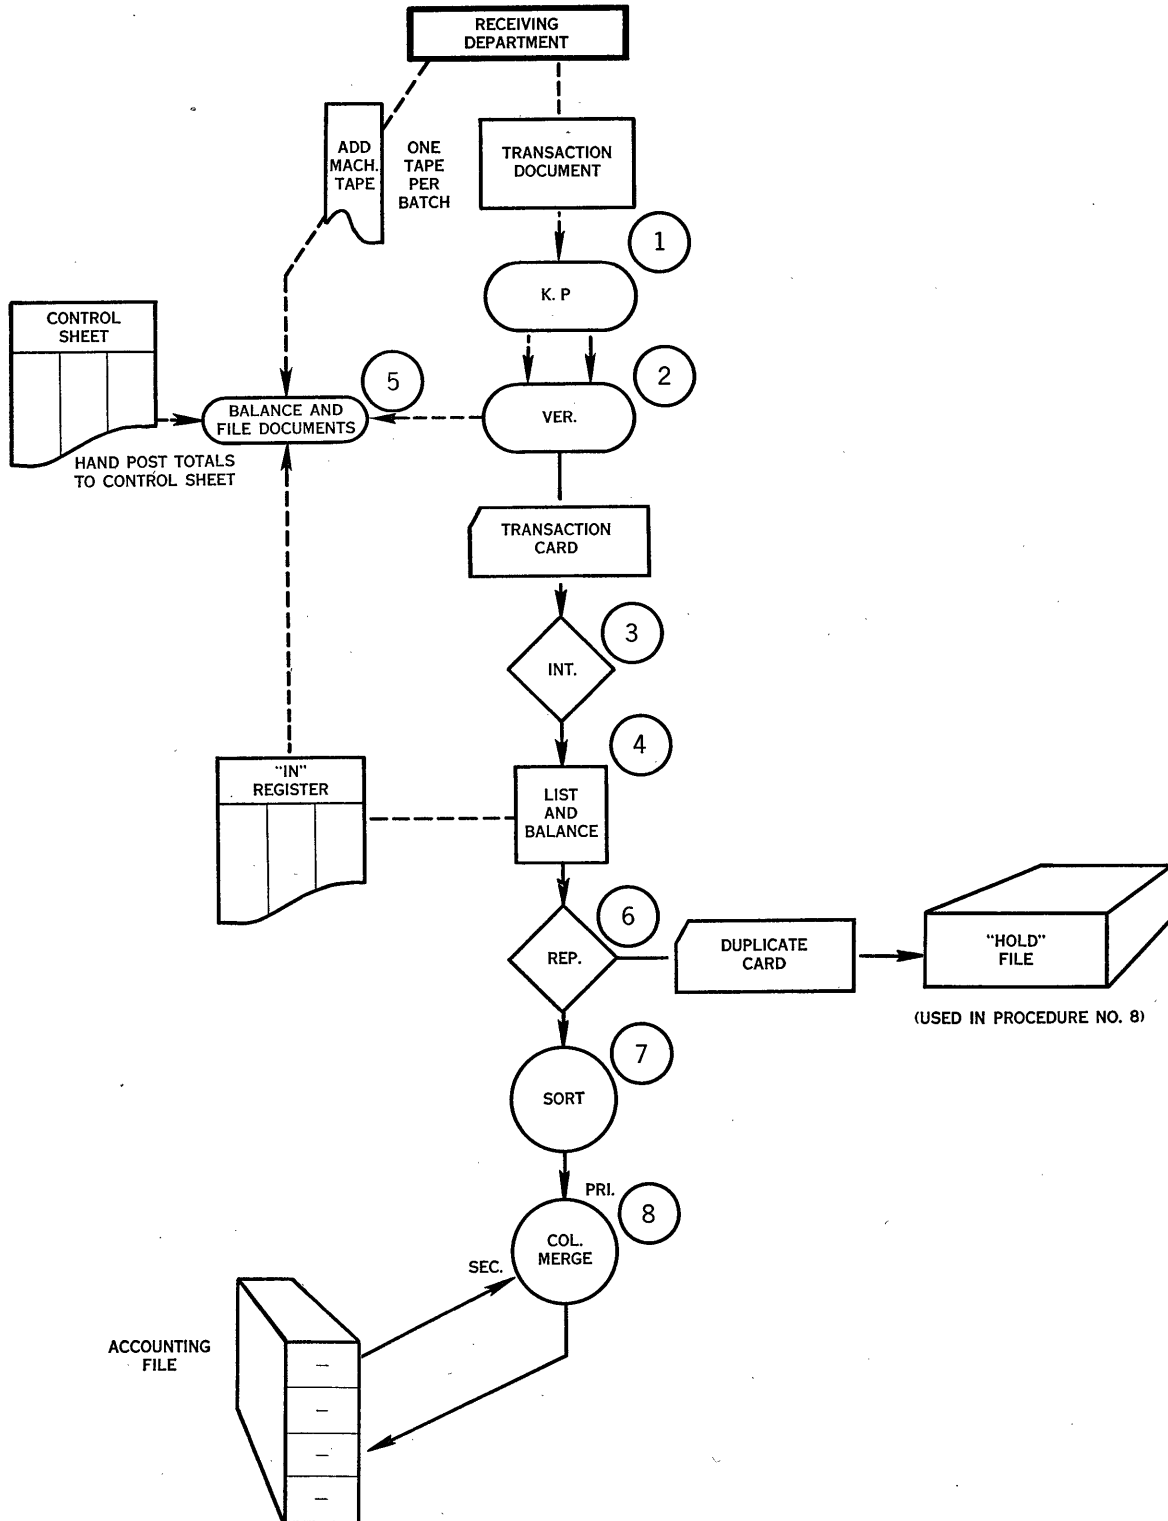 RECEIVING
DEPARTMENT
ADD
MACH.
TAPE
ONE
TAPE
PER
BATCH
TRANSACTION
DOCUMENT
1
K. P
CONTROL
SHEET
2
VER.
5
BALANCE AND
FILE DOCUMENTS
HAND POST TOTALS
TO CONTROL SHEET
TRANSACTION
CARD
3
INT.
4
LIST
AND
BALANCE
"IN"
REGISTER
6
REP.
DUPLICATE
CARD
"HOLD"
FILE
(USED IN PROCEDURE NO. 8)
7
SORT
PRI.
8
COL.
MERGE
SEC.
ACCOUNTING
FILE